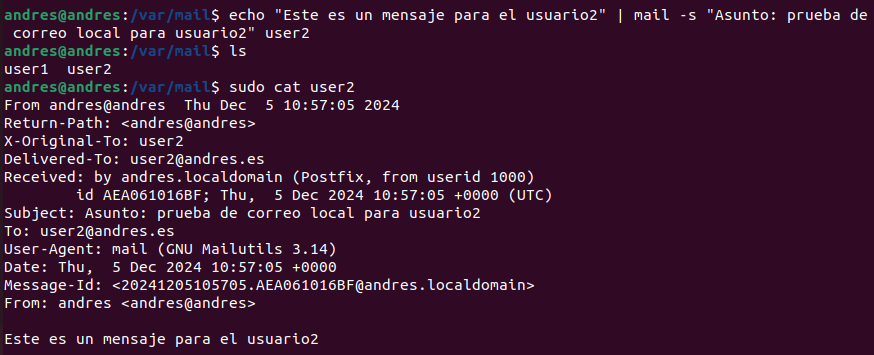 andres@andres:/var/mail$ echo "Este es un mensaje para el usuario2" | mail -s "Asunto: prueba de
 correo local para usuario2" user2
andres@andres:/var/mail$ ls
user1  user2
andres@andres:/var/mail$ sudo cat user2
From andres@andres  Thu Dec  5 10:57:05 2024
Return-Path: <andres@andres>
X-Original-To: user2
Delivered-To: user2@andres.es
Received: by andres.localdomain (Postfix, from userid 1000)
        id AEA061016BF; Thu,  5 Dec 2024 10:57:05 +0000 (UTC)
Subject: Asunto: prueba de correo local para usuario2
To: user2@andres.es
User-Agent: mail (GNU Mailutils 3.14)
Date: Thu,  5 Dec 2024 10:57:05 +0000
Message-Id: <20241205105705.AEA061016BF@andres.localdomain>
From: andres <andres@andres>

Este es un mensaje para el usuario2